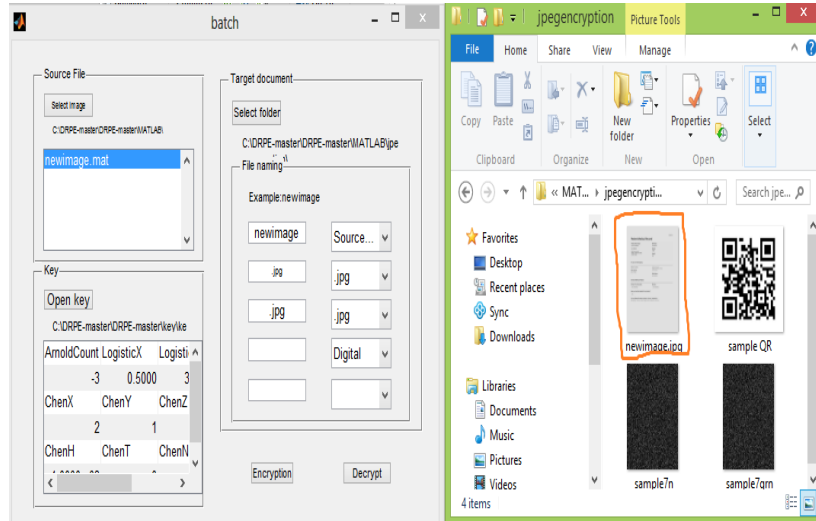 batch
Source File
Select Image
C:\DRPE-master\DRPE-master\MATLAB\
newimage.mat
Key
Open key
C:\DRPE-master\DRPE-master\key\ke
ArnoldCount LogisticX Logisti
-3 0.5000 3
ChenX ChenY ChenZ
2 1
ChenH ChenT ChenN
Target document
Select folder
C:\DRPE-master\DRPE-master\MATLAB\jpe
File naming
Example:newimage
newimage Source...
.jpg .jpg
.jpg .jpg
Digital
Encryption Decrypt
jpegencryption Picture Tools
File Home Share View Manage
Copy Paste New folder Properties Select
Clipboard Organize New Open
« MAT... jpegencrypti... Search jpe...
Favorites
Desktop
Recent places
Sync
Downloads
Libraries
Documents
Music
Pictures
Videos
newimage.jpg sample QR
sample7n sample7qrn
4 items